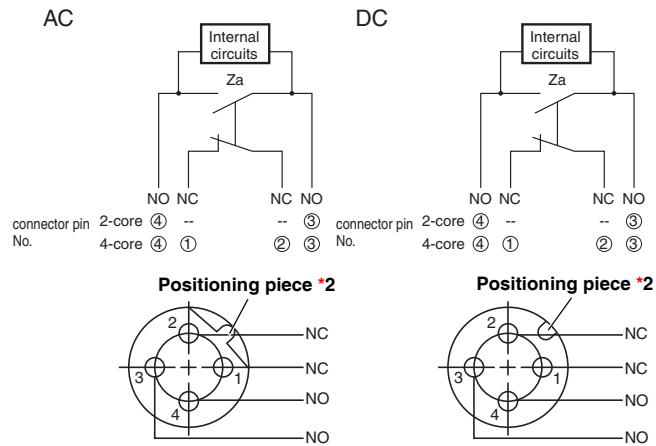 AC
Internal
circuits
Za
NO NC NC NO
connector pin
No.
2-core ④ -- -- ③
4-core ④ ① ② ③
Positioning piece *2
2
NC
3
1
NC
4
NO
NO
DC
Internal
circuits
Za
NO NC NC NO
connector pin
No.
2-core ④ -- -- ③
4-core ④ ① ② ③
Positioning piece *2
2
NC
3
1
NC
4
NO
NO